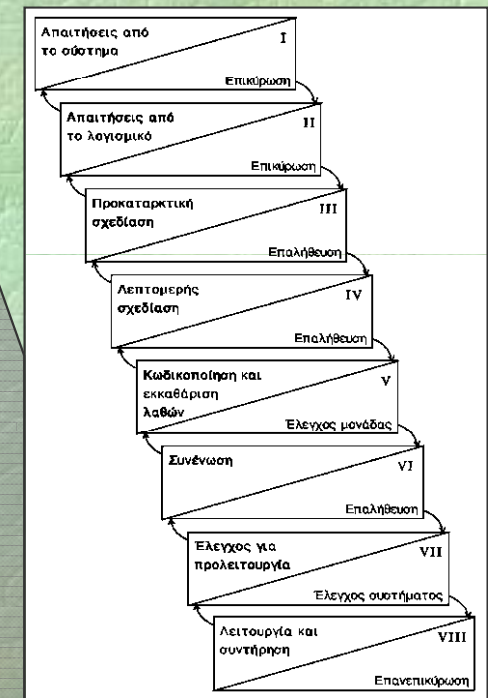 Απαιτήσεις από
το σύστημα
I
Επικύρωση
Απαιτήσεις από
το λογισμικό
II
Επικύρωση
Προκαταρκτική
σχεδίαση
III
Επαλήθευση
Λεπτομερής
σχεδίαση
IV
Επαλήθευση
Κωδικοποίηση και
εκκαθάριση
λαθών
V
Έλεγχος μονάδας
Συνένωση
VI
Επαλήθευση
Έλεγχος για
προλειτουργία
VII
Έλεγχος συστήματος
Λειτουργία και
συντήρηση
VIII
Επανεπικύρωση